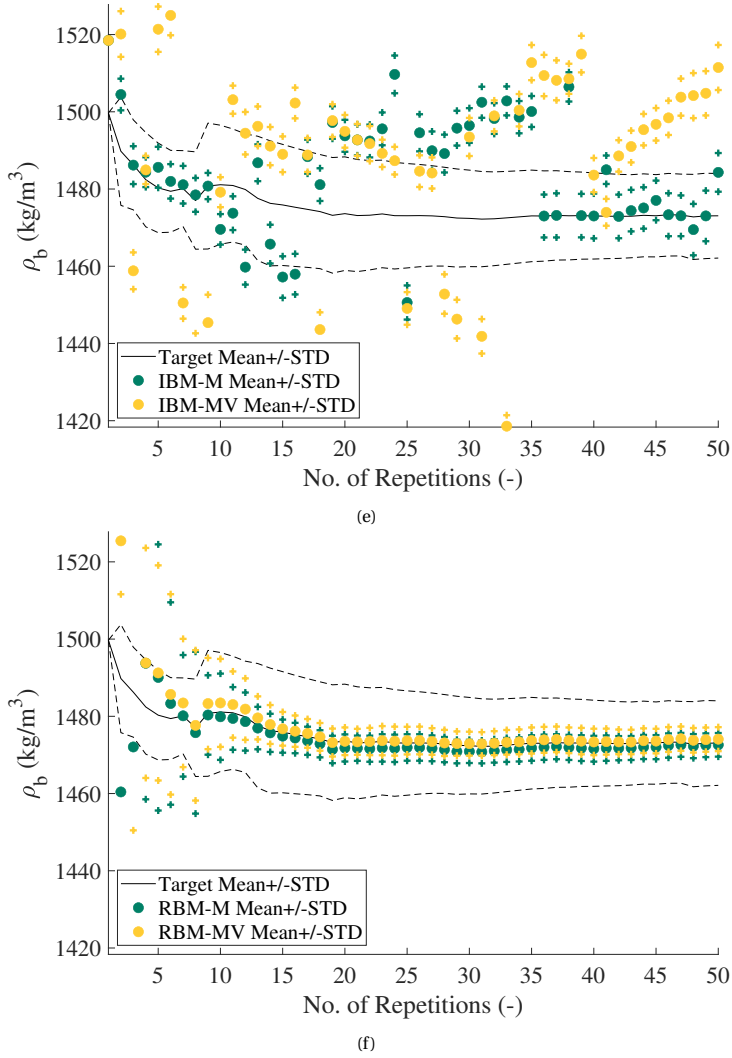 1520
1500
1480
1460
1440
1420
ρb (kg/m³)
Target Mean+/-STD
IBM-M Mean+/-STD
IBM-MV Mean+/-STD
5 10 15 20 25 30 35 40 45 50
No. of Repetitions (-)
(e)
1520
1500
1480
1460
1440
1420
ρb (kg/m³)
Target Mean+/-STD
RBM-M Mean+/-STD
RBM-MV Mean+/-STD
5 10 15 20 25 30 35 40 45 50
No. of Repetitions (-)
(f)